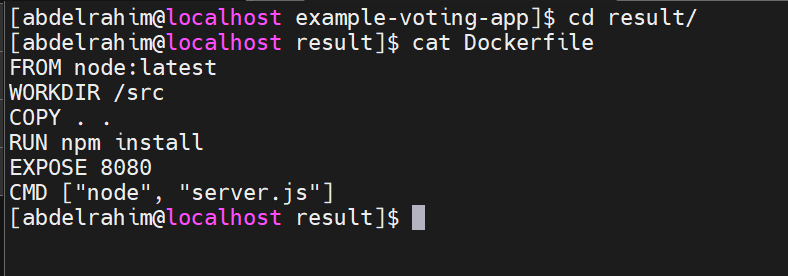 [abdelrahim@localhost example-voting-app]$ cd result/
[abdelrahim@localhost result]$ cat Dockerfile
FROM node:latest
WORKDIR /src
COPY . .
RUN npm install
EXPOSE 8080
CMD ["node", "server.js"]
[abdelrahim@localhost result]$